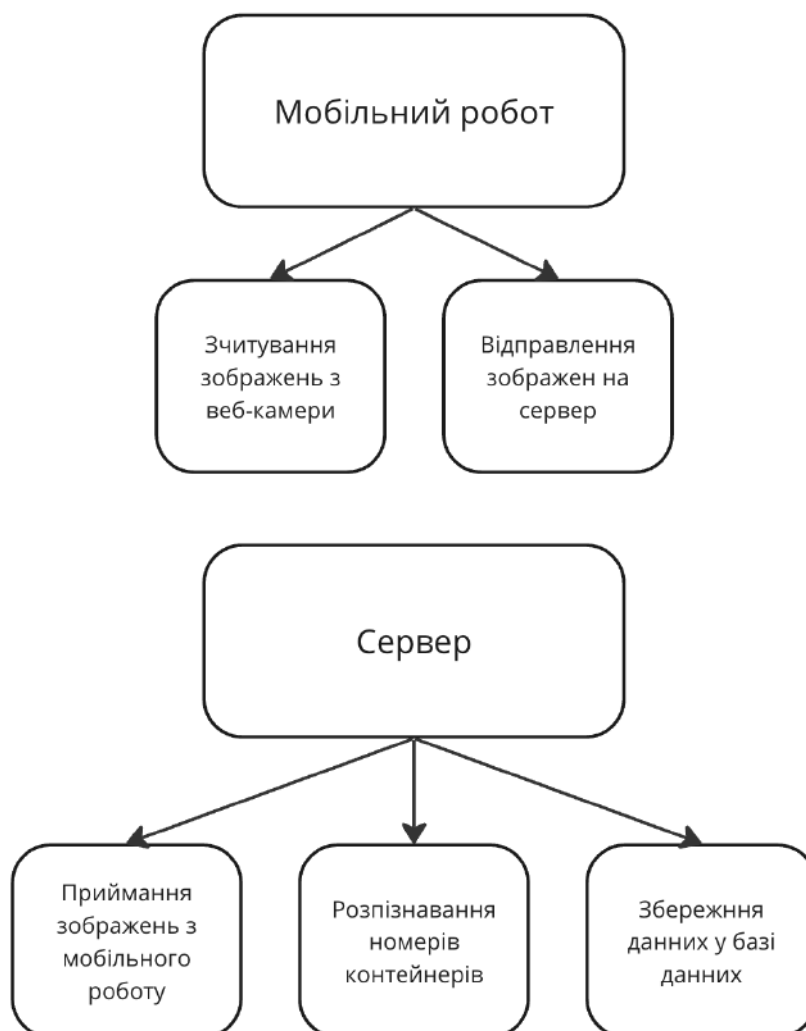 Мобільний робот
Зчитування
зображень з
веб-камери
Відправлення
зображен на
сервер
Сервер
Приймання
зображень з
мобільного
роботу
Розпізнавання
номерів
контейнерів
Збережння
данних у базі
данних